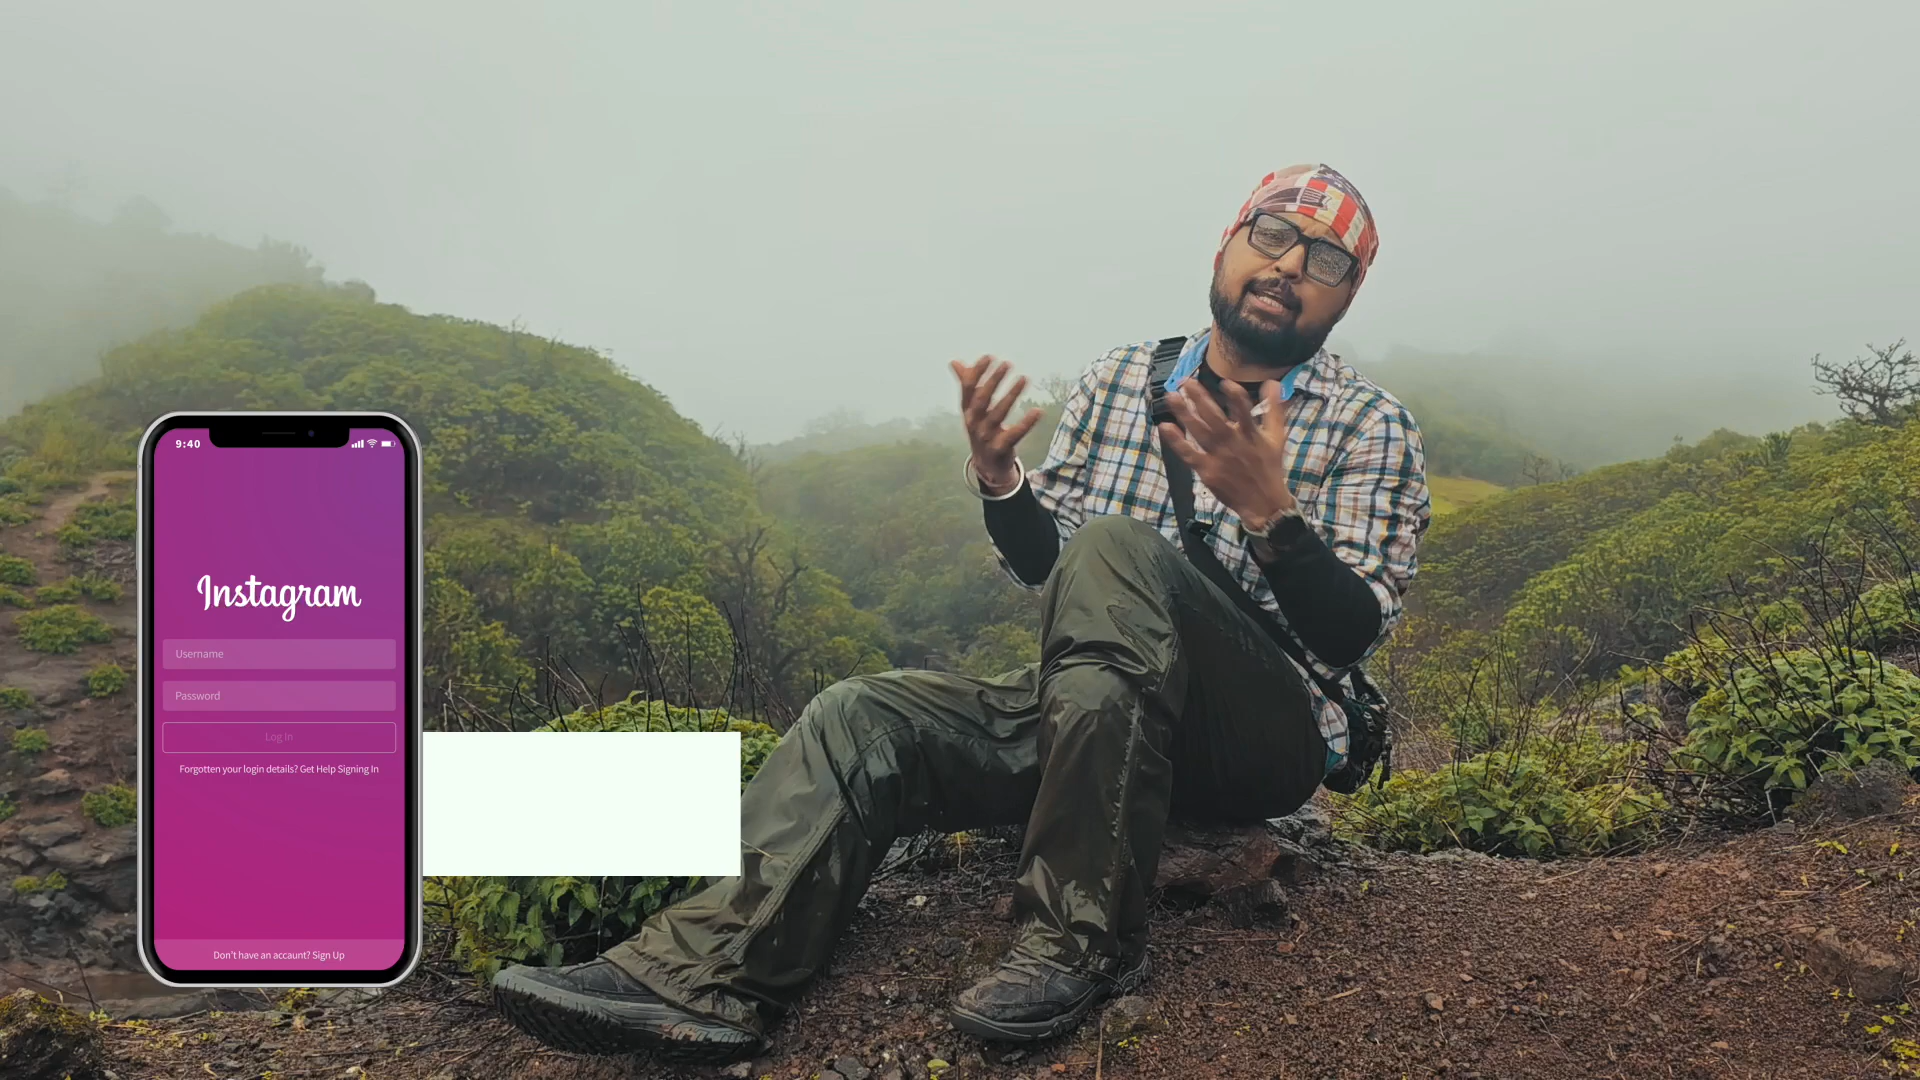 9:40
Instagram
Username
Password
Log In
Forgotten your login details? Get Help Signing In
Don't have an accaunt? Sign Up